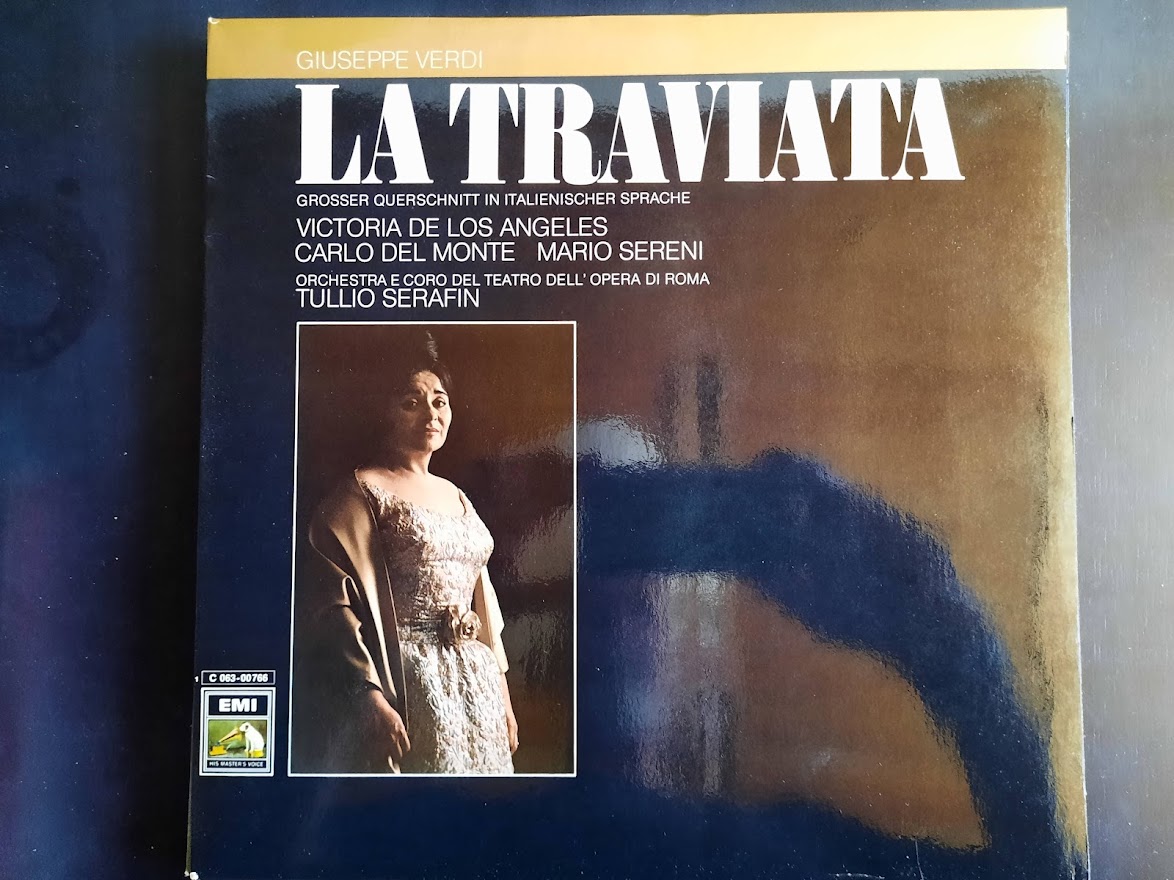 GIUSEPPE VERDI
LA TRAVIATA
GROSSER QUERSCHNITT IN ITALIENISCHER SPRACHE
VICTORIA DE LOS ANGELES
CARLO DEL MONTE MARIO SERENI
ORCHESTRA E CORO DEL TEATRO DELL' OPERA DI ROMA
TULLIO SERAFIN
1 C 063-00766
EMI
HIS MASTER'S VOICE